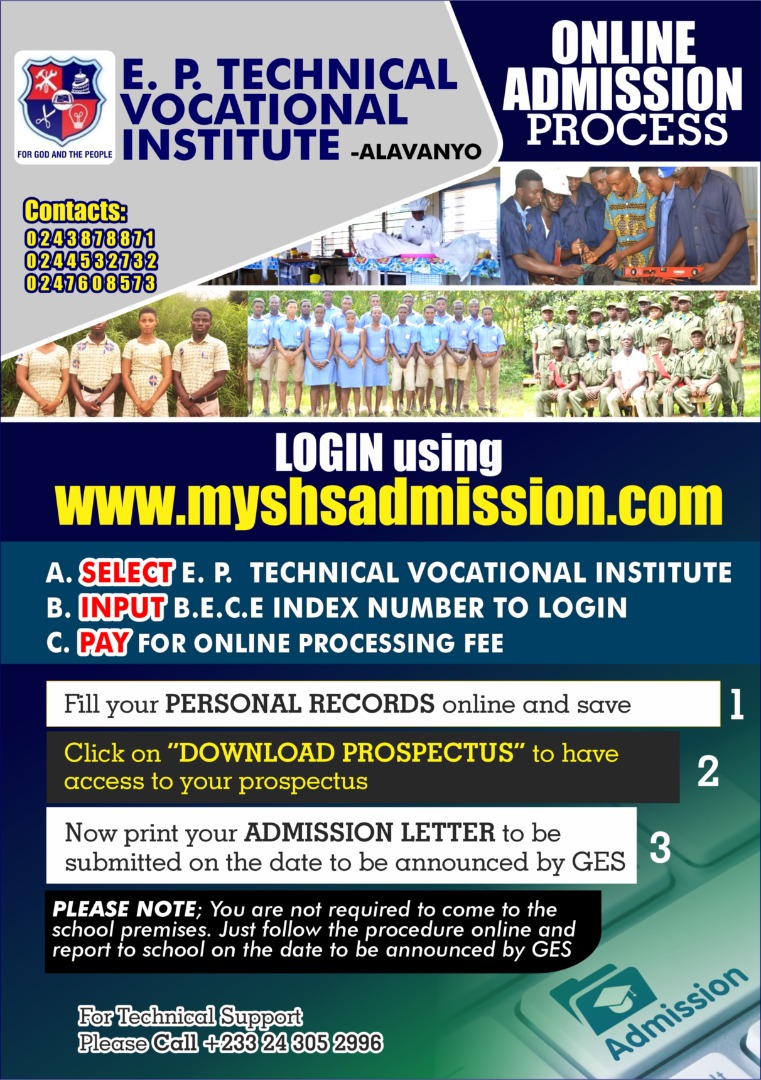 E. P. TECHNICAL
VOCATIONAL
INSTITUTE -ALAVANYO
FOR GOD AND THE PEOPLE
ONLINE
ADMISSION
PROCESS
Contacts:
0243878871
0244532732
0247608573
LOGIN using
www.myshsadmission.com
A. SELECT E. P. TECHNICAL VOCATIONAL INSTITUTE
B. INPUT B.E.C.E INDEX NUMBER TO LOGIN
C. PAY FOR ONLINE PROCESSING FEE
Fill your PERSONAL RECORDS online and save 1
Click on “DOWNLOAD PROSPECTUS” to have
access to your prospectus 2
Now print your ADMISSION LETTER to be
submitted on the date to be announced by GES 3
PLEASE NOTE; You are not required to come to the
school premises. Just follow the procedure online and
report to school on the date to be announced by GES
For Technical Support
Please Call +233 24 305 2996
Admission